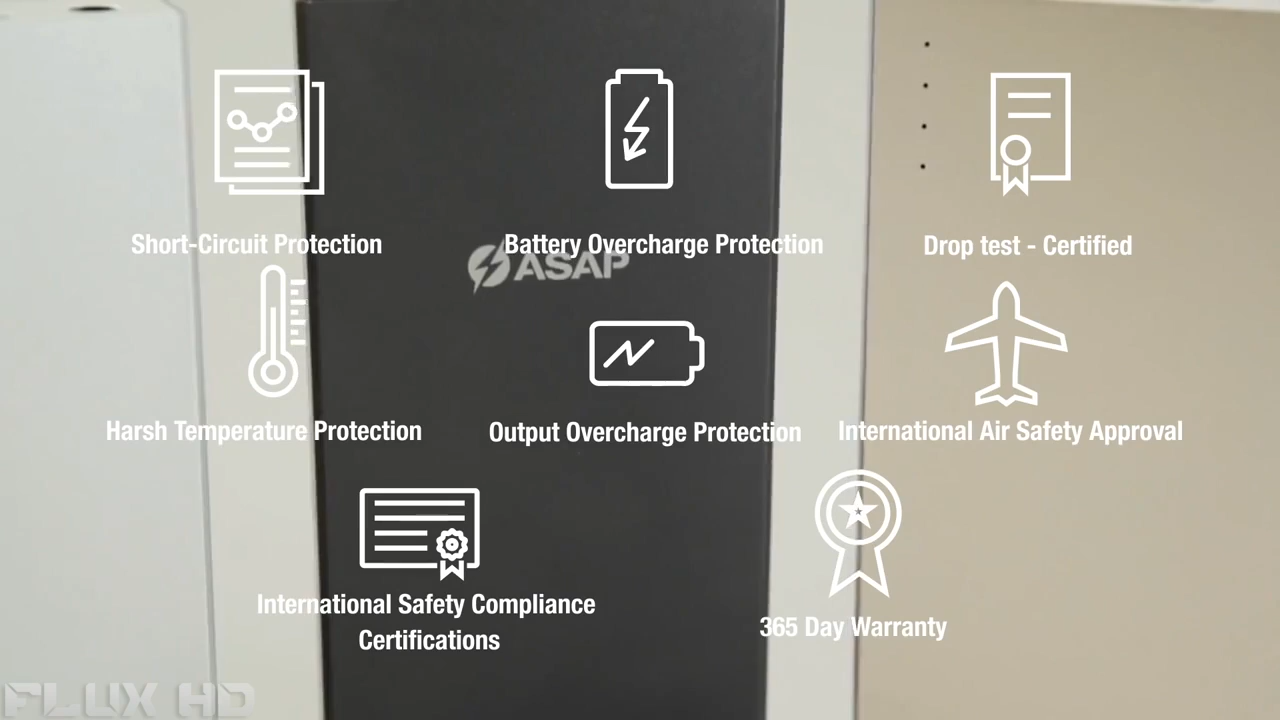 Short-Circuit Protection
Battery Overcharge Protection
Drop test - Certified
ASAP
Harsh Temperature Protection
Output Overcharge Protection
International Air Safety Approval
International Safety Compliance
Certifications
365 Day Warranty
FLUX HD